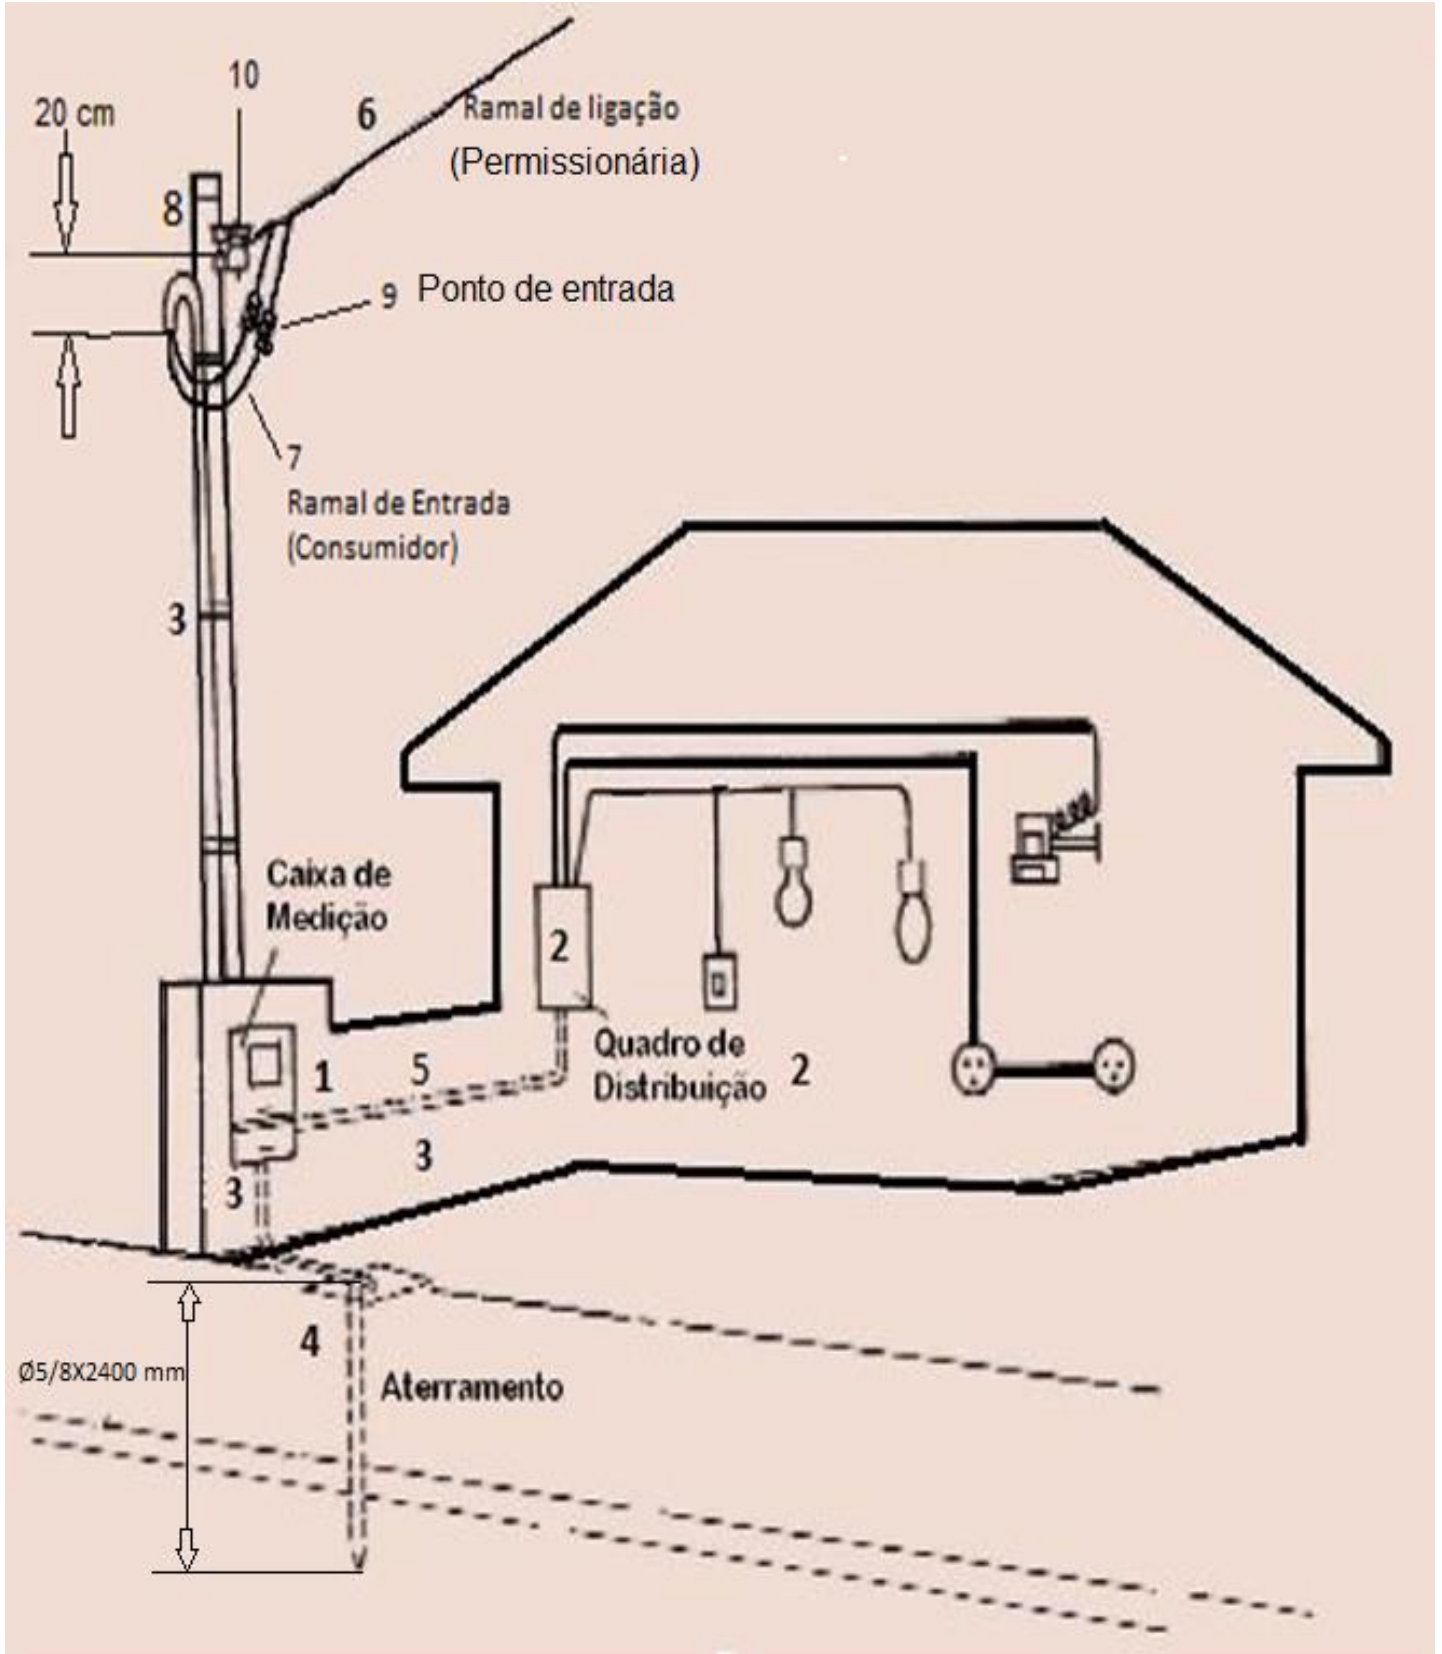 10
20 cm
6
Ramal de ligação
(Permissionária)
8
9 Ponto de entrada
7
Ramal de Entrada
(Consumidor)
3
Caixa de
Medição
2
Quadro de
Distribuição
2
1
5
3
3
4
Ø5/8X2400 mm
Aterramento